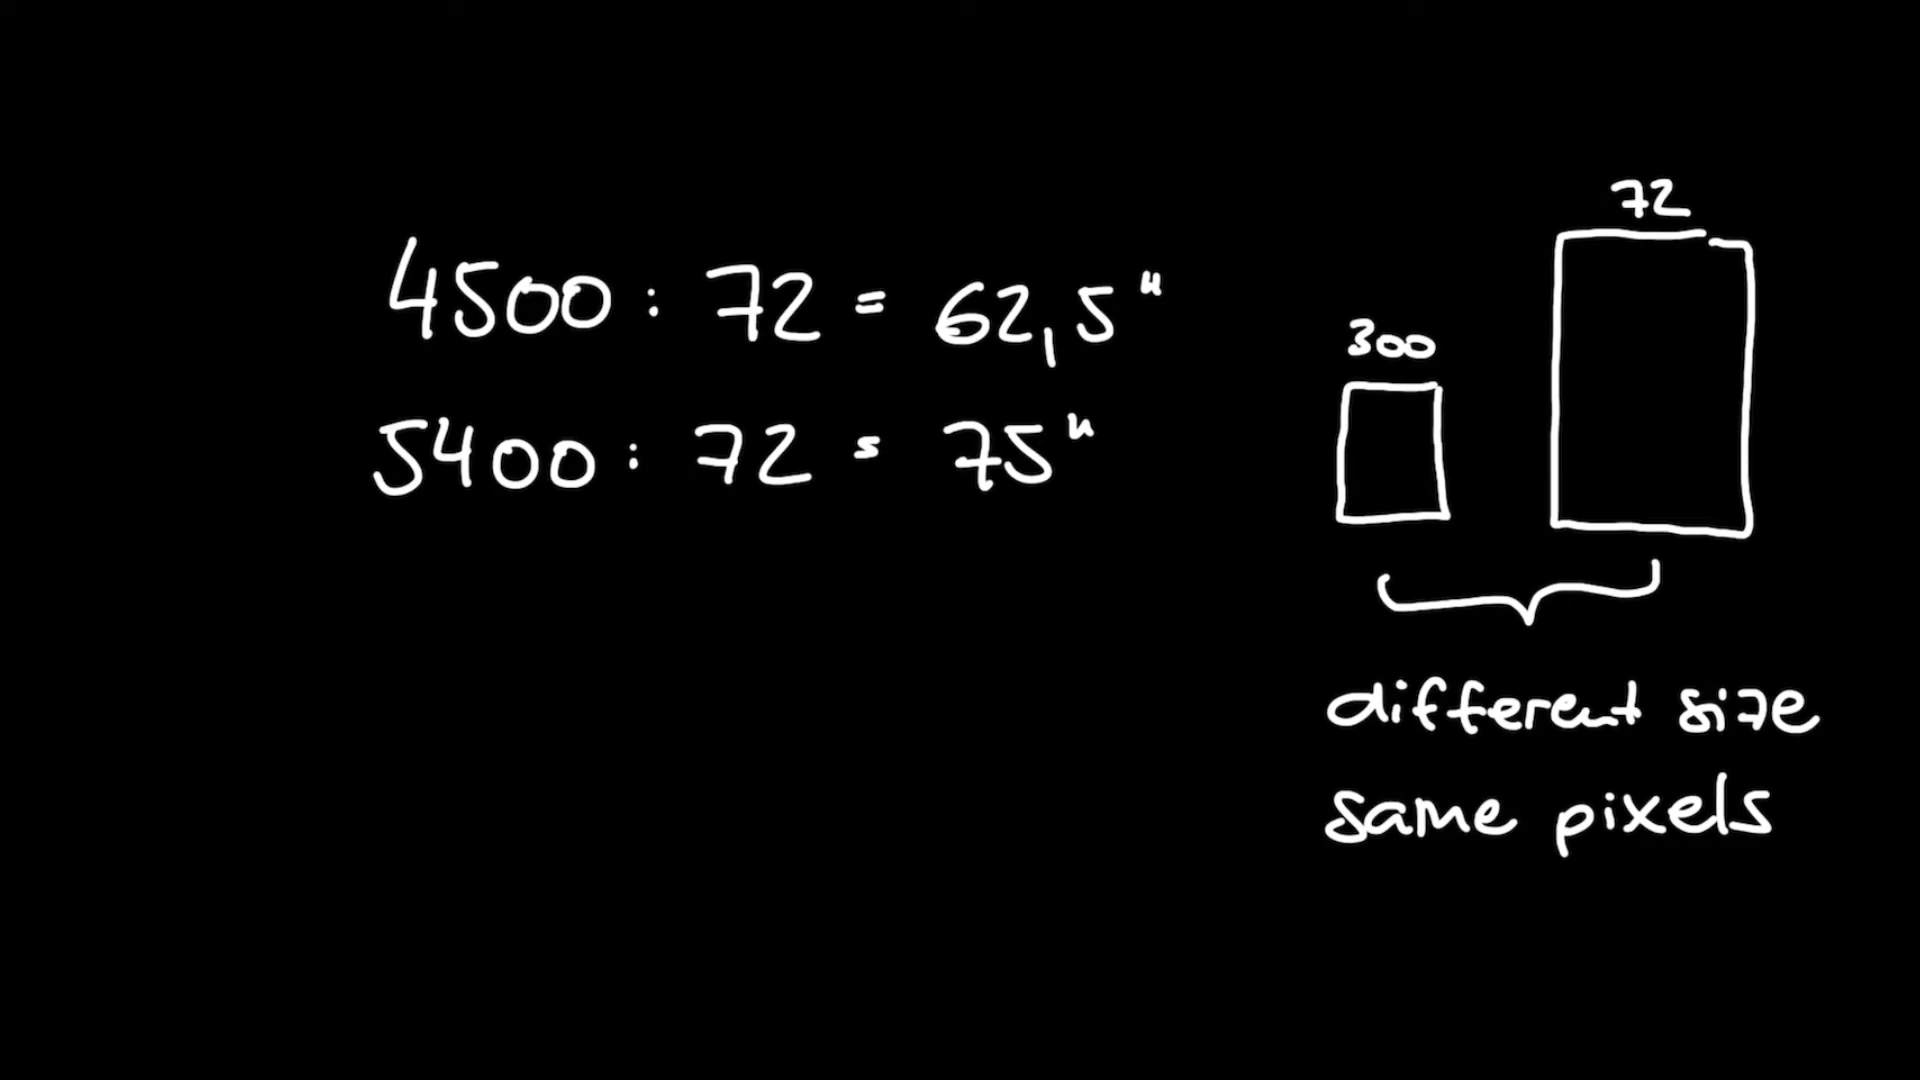 4500 : 72 = 62,5"
5400 : 72 = 75"
72
300
different size
same pixels